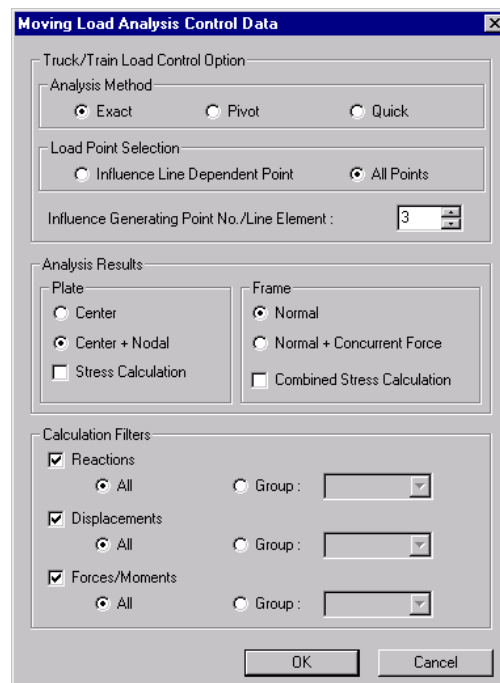 Moving Load Analysis Control Data
Truck/Train Load Control Option
Analysis Method
Exact Pivot Quick
Load Point Selection
Influence Line Dependent Point All Points
Influence Generating Point No./Line Element : 3
Analysis Results
Plate
Center
Center + Nodal
Stress Calculation
Frame
Normal
Normal + Concurrent Force
Combined Stress Calculation
Calculation Filters
Reactions
All Group :
Displacements
All Group :
Forces/Moments
All Group :
OK Cancel